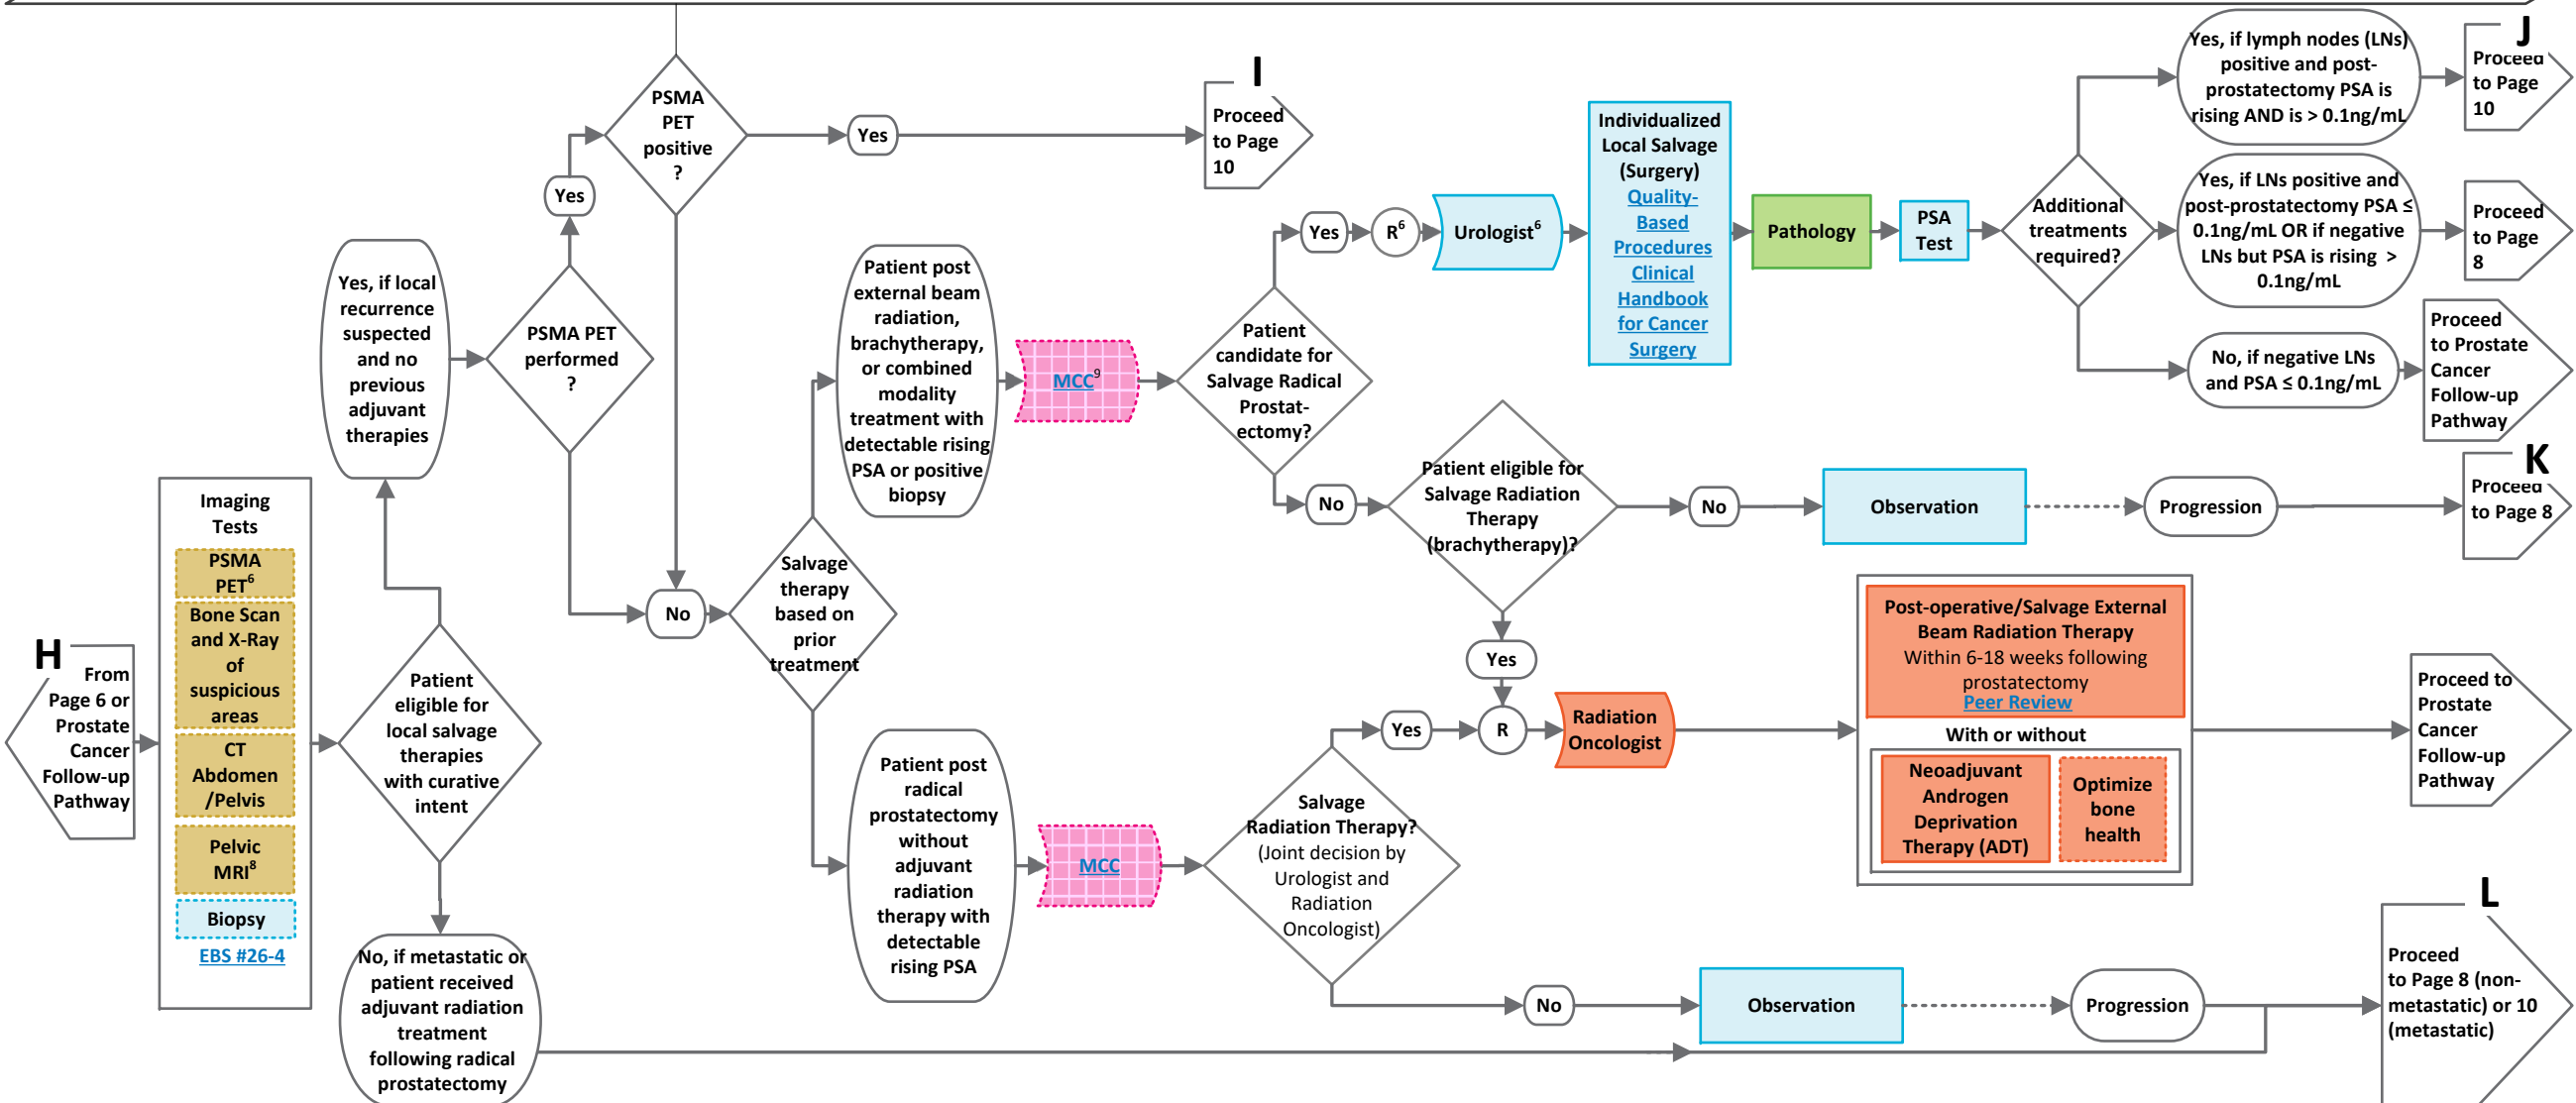 H
From
Page 6 or
Prostate
Cancer
Follow-up
Pathway
Imaging
Tests
PSMA
PET6
Bone Scan
and X-Ray
of
suspicious
areas
CT
Abdomen
/Pelvis
Pelvic
MRI8
Biopsy
EBS #26-4
Patient
eligible for
local salvage
therapies
with curative
intent
Yes, if local
recurrence
suspected
and no
previous
adjuvant
therapies
No, if metastatic or
patient received
adjuvant radiation
treatment
following radical
prostatectomy
PSMA PET
performed
?
Yes
PSMA
PET
positive
?
Yes
I
Proceed
to Page
10
No
Salvage
therapy
based on
prior
treatment
Patient post
external beam
radiation,
brachytherapy,
or combined
modality
treatment with
detectable rising
PSA or positive
biopsy
MCC9
Patient
candidate for
Salvage Radical
Prostat-
ectomy?
Yes
R6
Urologist6
Individualized
Local Salvage
(Surgery)
Quality-
Based
Procedures
Clinical
Handbook
for Cancer
Surgery
Pathology
PSA
Test
Additional
treatments
required?
Yes, if lymph nodes (LNs)
positive and post-
prostatectomy PSA is
rising AND is > 0.1ng/mL
J
Proceed
to Page
10
Yes, if LNs positive and
post-prostatectomy PSA ≤
0.1ng/mL OR if negative
LNs but PSA is rising >
0.1ng/mL
Proceed
to Page
8
No, if negative LNs
and PSA ≤ 0.1ng/mL
Proceed
to Prostate
Cancer
Follow-up
Pathway
No
Patient eligible for
Salvage Radiation
Therapy
(brachytherapy)?
No
Observation
Progression
K
Proceed
to Page 8
Yes
Patient post
radical
prostatectomy
without
adjuvant
radiation
therapy with
detectable
rising PSA
MCC
Salvage
Radiation Therapy?
(Joint decision by
Urologist and
Radiation
Oncologist)
Yes
R
Radiation
Oncologist
Post-operative/Salvage External
Beam Radiation Therapy
Within 6-18 weeks following
prostatectomy
Peer Review
With or without
Neoadjuvant
Androgen
Deprivation
Therapy (ADT)
Optimize
bone
health
Proceed to
Prostate
Cancer
Follow-up
Pathway
No
Observation
Progression
L
Proceed
to Page 8 (non-
metastatic) or 10
(metastatic)